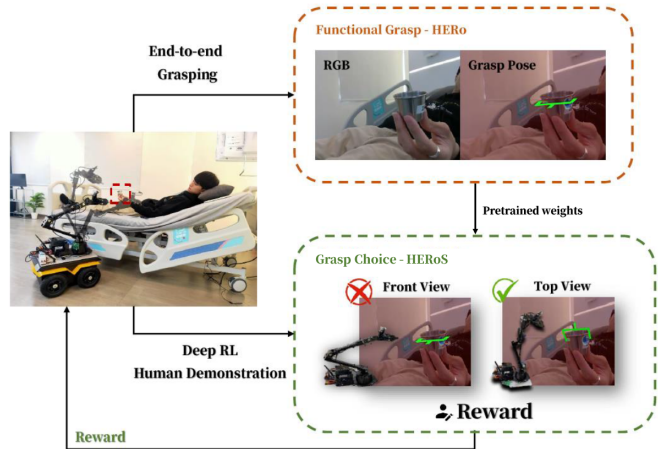 Functional Grasp - HERo
End-to-end
Grasping
RGB
Grasp Pose
Pretrained weights
Grasp Choice - HERoS
Front View
Top View
Deep RL
Human Demonstration
Reward
Reward